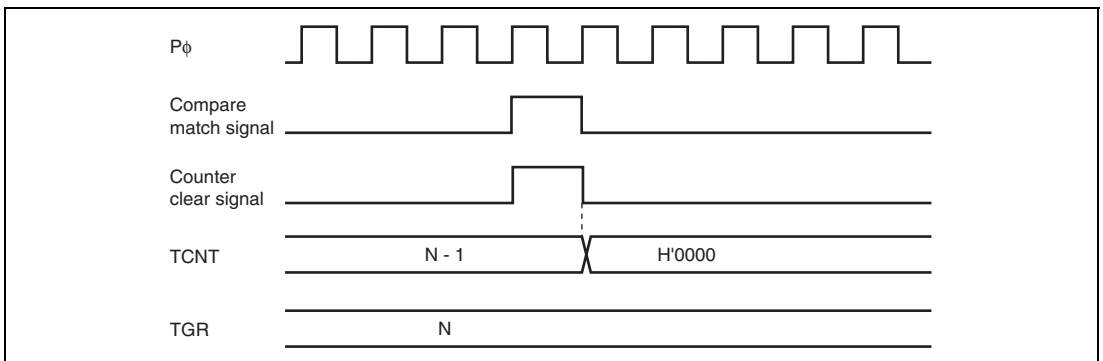 Pϕ
Compare
match signal
Counter
clear signal
TCNT
N - 1
H'0000
TGR
N